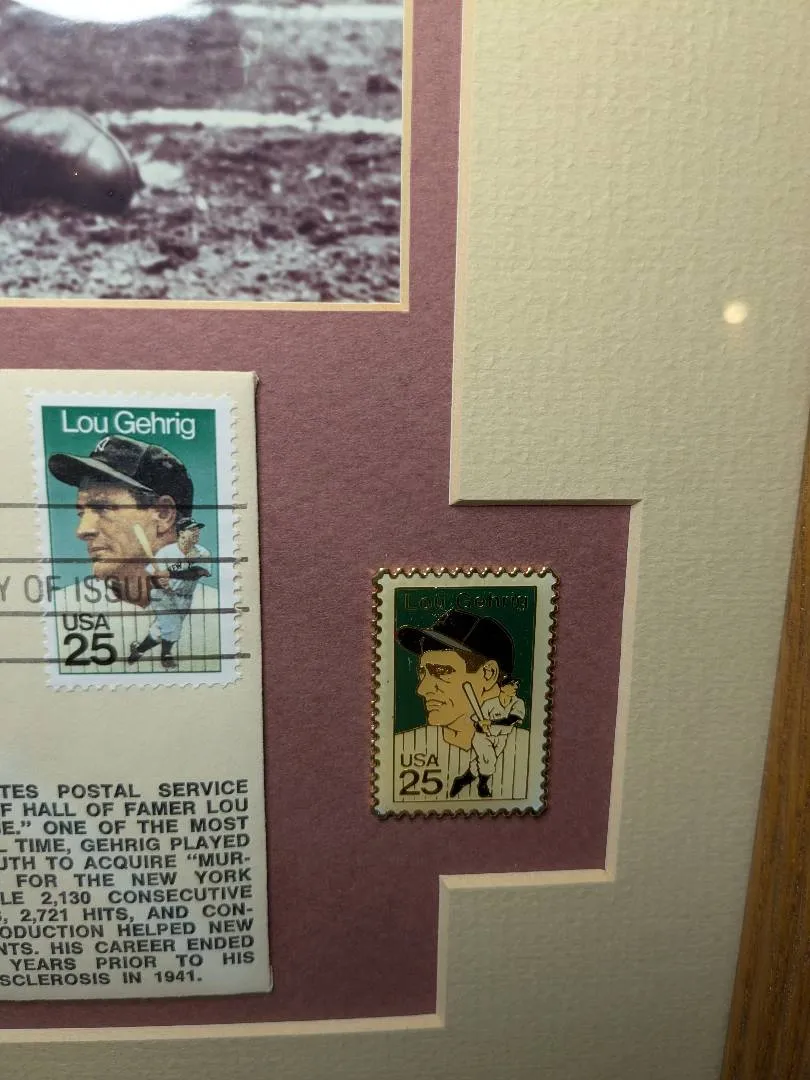 Lou Gehrig
Y OF ISSUE
USA
25
Lou Gehrig
USA
25
TES POSTAL SERVICE
F HALL OF FAMER LOU
E." ONE OF THE MOST
L TIME, GEHRIG PLAYED
UTH TO ACQUIRE "MUR-
FOR THE NEW YORK
LE 2,130 CONSECUTIVE
S, 2,721 HITS, AND CON-
ODUCTION HELPED NEW
NTS. HIS CAREER ENDED
YEARS PRIOR TO HIS
SCLEROSIS IN 1941.